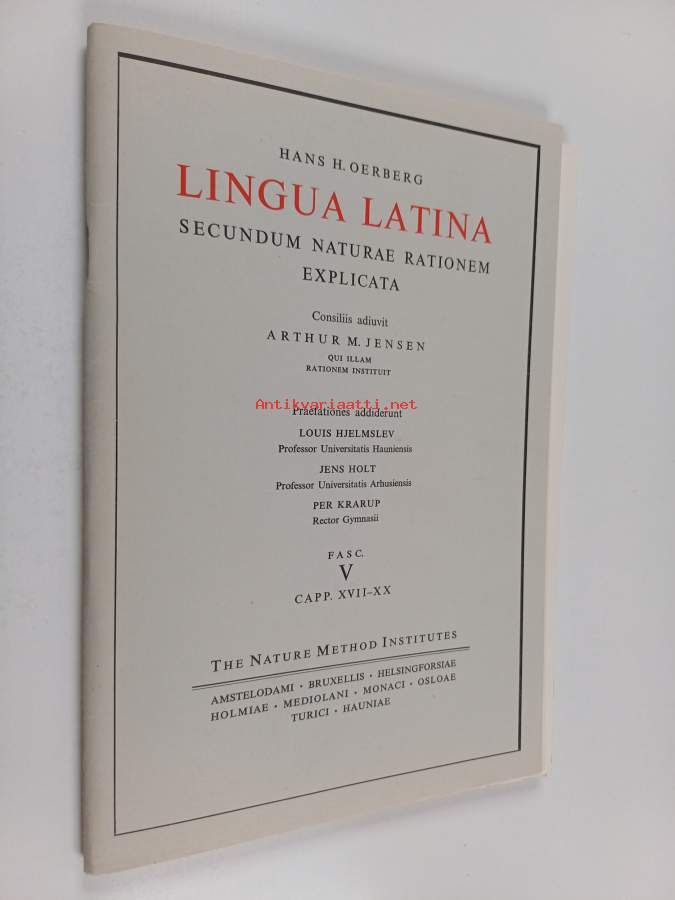 HANS H. OERBERG
LINGUA LATINA
SECUNDUM NATURAE RATIONEM
EXPLICATA
Consiliis adiuvit
ARTHUR M. JENSEN
QUI ILLAM
RATIONEM INSTITUIT
Antikvariaatti.net
Praefationes addiderunt
LOUIS HJELMSLEV
Professor Universitatis Hauniensis
JENS HOLT
Professor Universitatis Arhusiensis
PER KRARUP
Rector Gymnasii
FASC.
V
CAPP. XVII–XX
THE NATURE METHOD INSTITUTES
AMSTELODAMI · BRUXELLIS · HELSINGFORSIAE
HOLMIAE · MEDIOLANI · MONACI · OSLOAE
TURICI · HAUNIAE